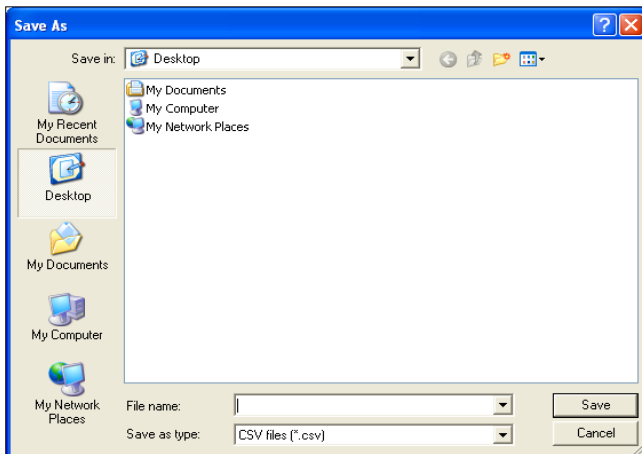 Save As
Save in: Desktop
My Recent
Documents
Desktop
My Documents
My Computer
My Network
Places
My Documents
My Computer
My Network Places
File name:
Save
Save as type: CSV files (*.csv)
Cancel